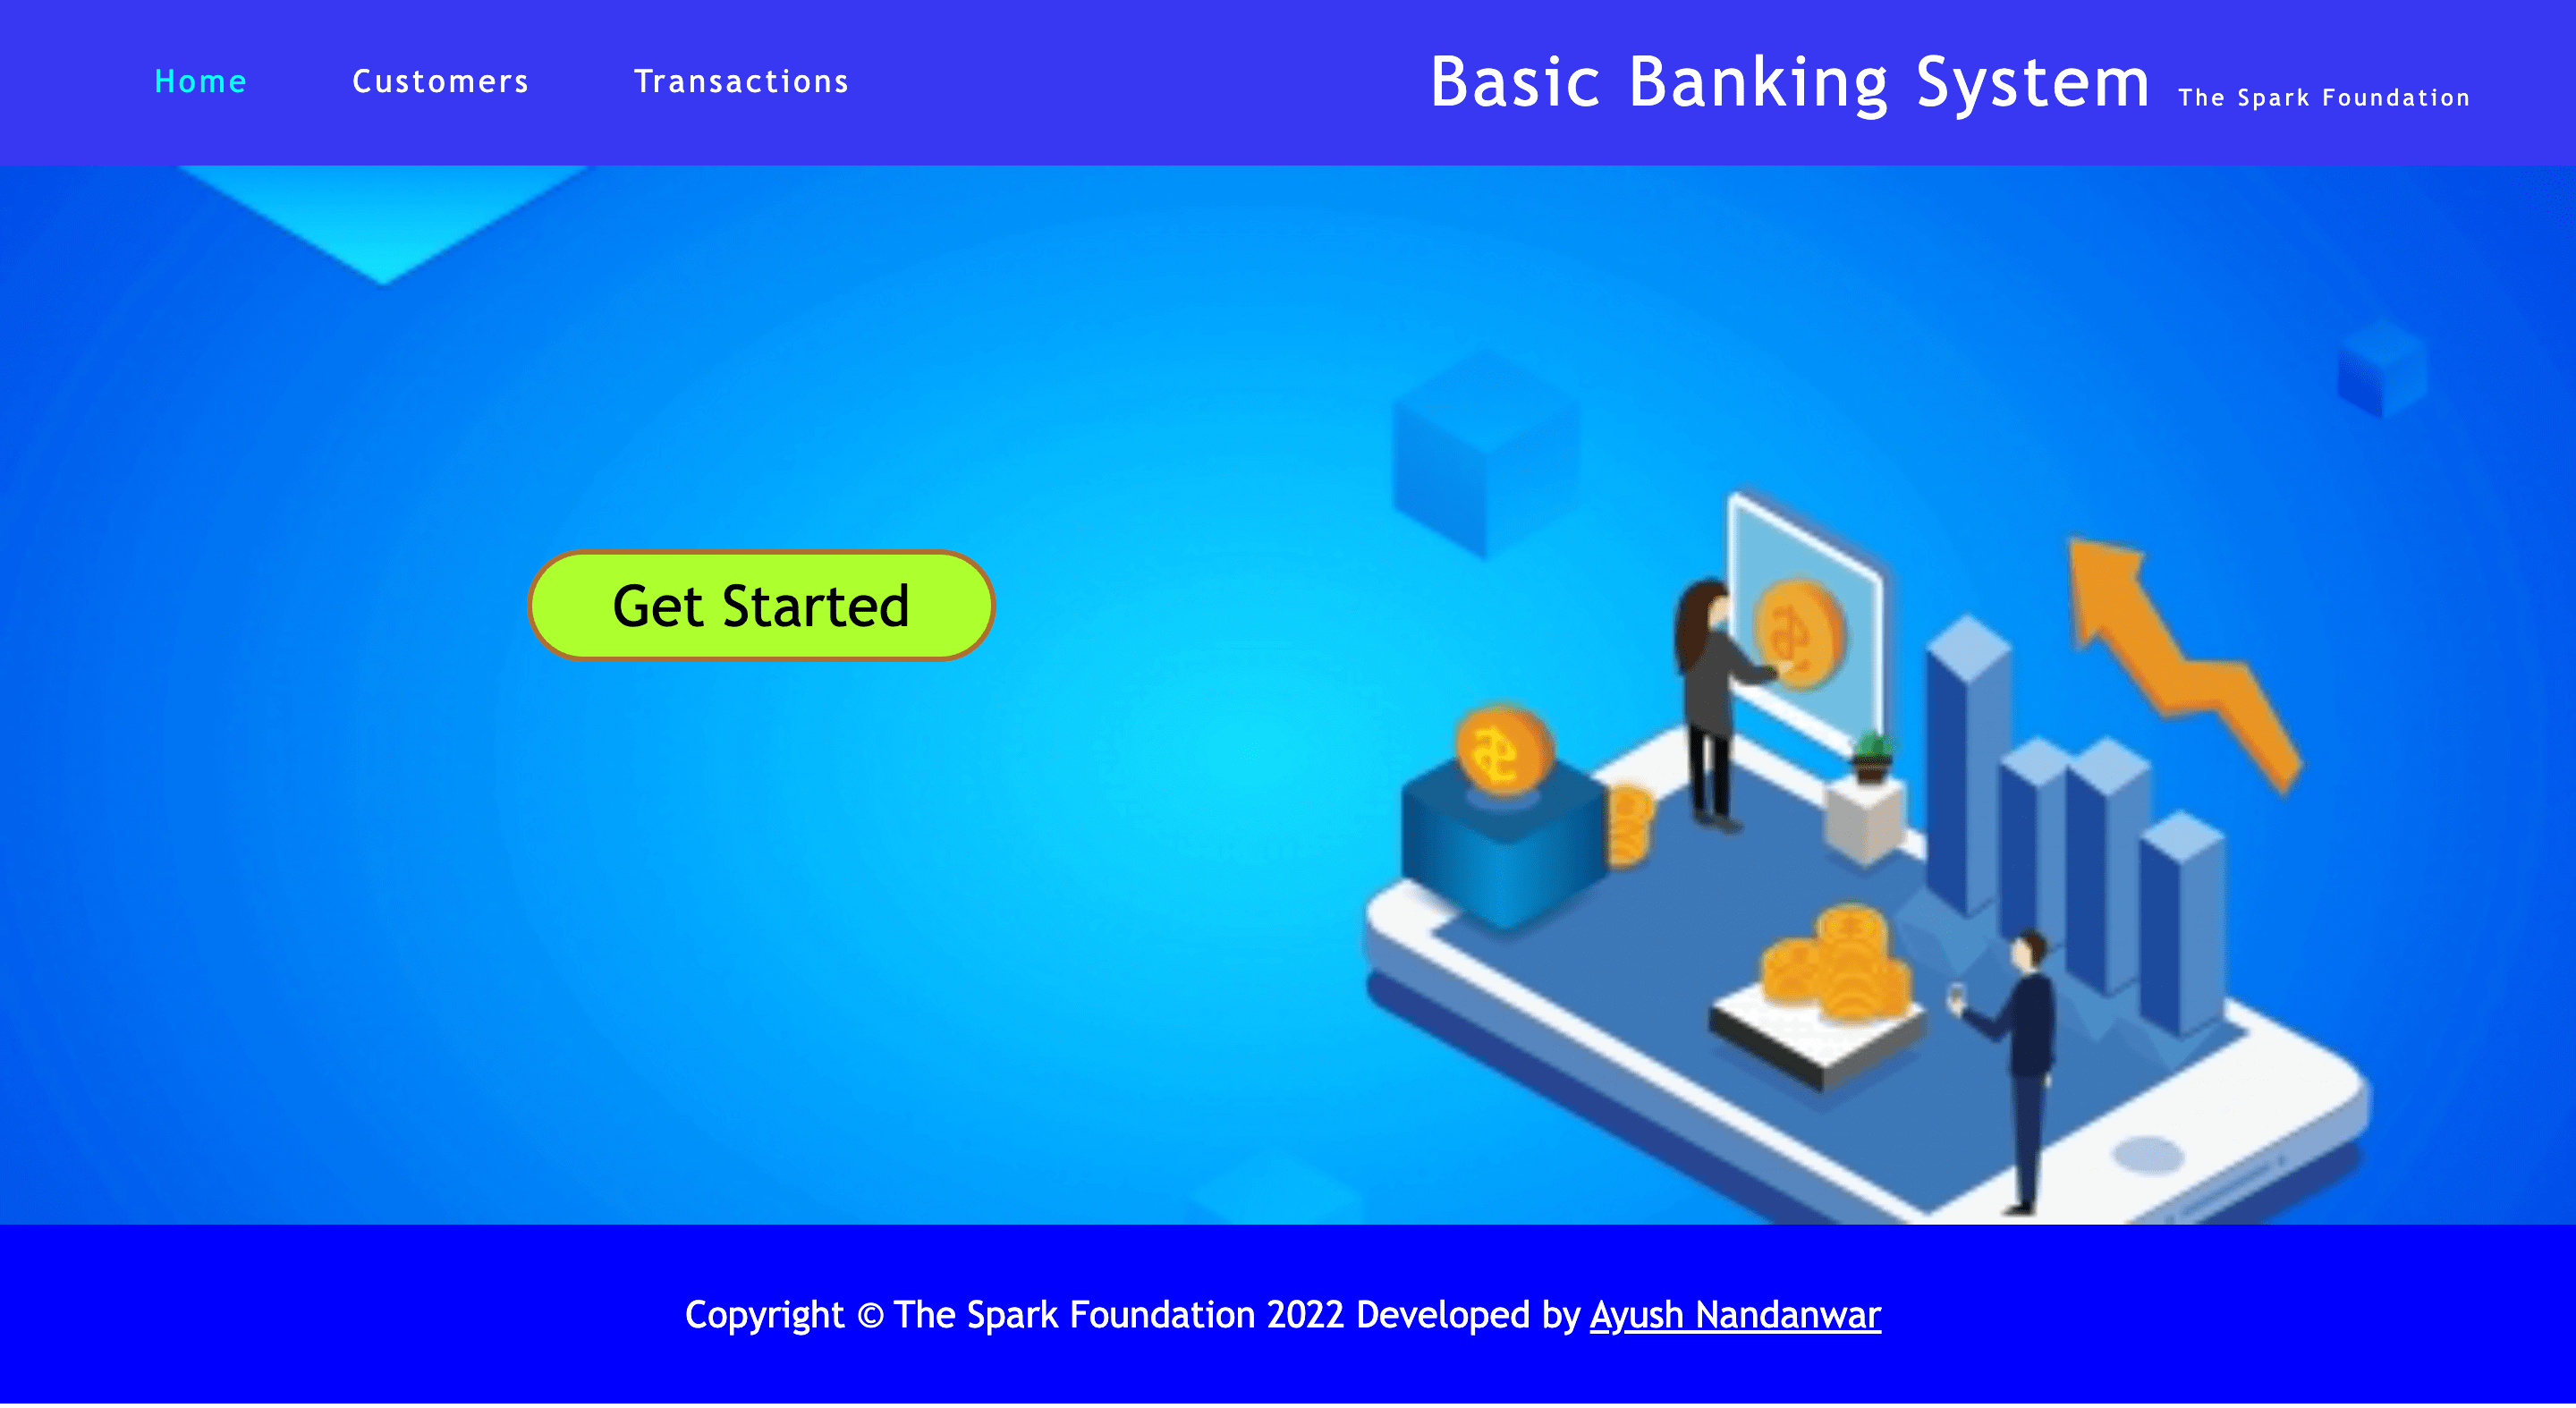 Home Customers Transactions Basic Banking System The Spark Foundation
Get Started
Copyright © The Spark Foundation 2022 Developed by Ayush Nandanwar